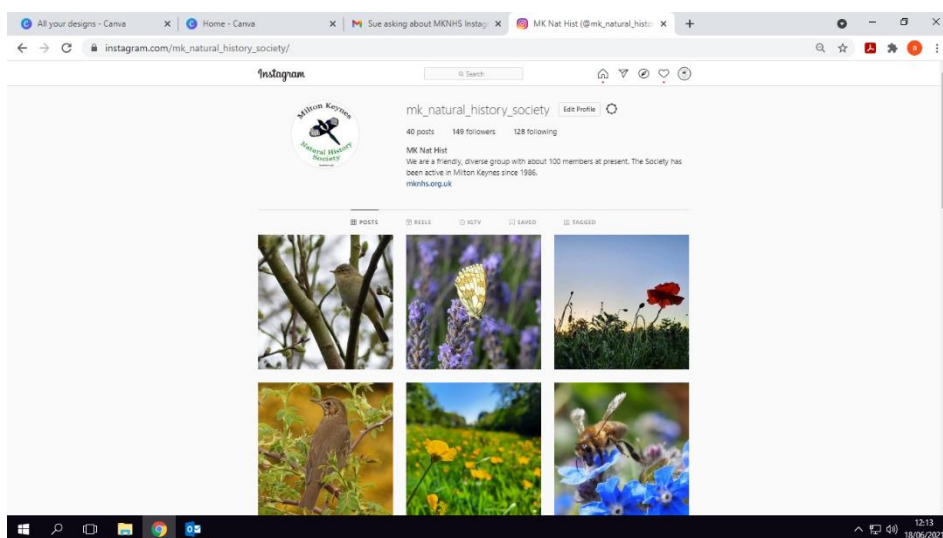 All your designs - Canva
Home - Canva
Sue asking about MKNHS Instagr
MK Nat Hist (@mk_natural_histo
instagram.com/mk_natural_history_society/
a
Instagram
Search
Milton Keynes
Natural History
Society
mk_natural_history_society Edit Profile
40 posts 149 followers 128 following
MK Nat Hist
We are a friendly, diverse group with about 100 members at present. The Society has
been active in Milton Keynes since 1986.
mknhs.org.uk
POSTS REELS IGTV SAVED TAGGED
12:13
18/06/2021